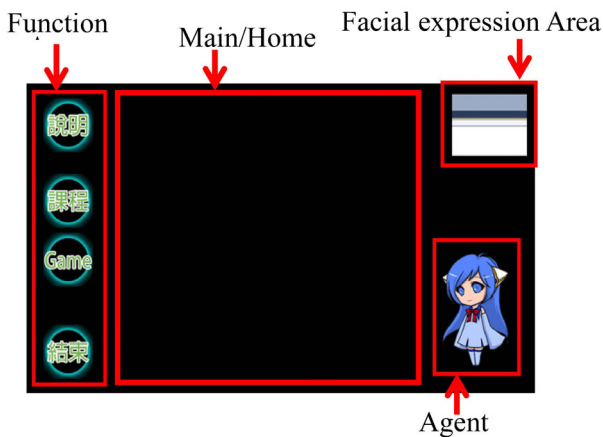 Function
Main/Home
Facial expression Area
說明
課程
Game
結束
Agent